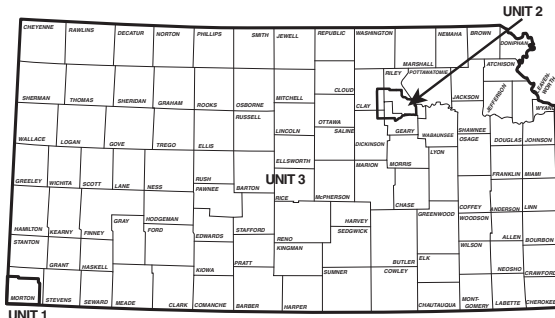 UNIT 2
CHEYENNE RAWLINS DECATUR NORTON PHILLIPS SMITH JEWELL REPUBLIC WASHINGTON NEMAHA BROWN DONIPHAN
MARSHALL ATCHISON
RILEY POTTAWATOMIE
SHERMAN THOMAS SHERIDAN GRAHAM ROOKS OSBORNE MITCHELL CLOUD CLAY JACKSON JEFFERSON LEAVENWORTH
WYAND
RUSSELL OTTAWA
WALLACE LOGAN GOVE TREGO ELLIS LINCOLN SALINE GEARY WABAUNSEE SHAWNEE DOUGLAS JOHNSON
DICKINSON OSAGE
ELLSWORTH MARION MORRIS LYON
GREELEY WICHITA SCOTT LANE NESS RUSH FRANKLIN MIAMI
UNIT 3
PAWNEE BARTON RICE McPHERSON CHASE
COFFEY ANDERSON LINN
HAMILTON KEARNY FINNEY GRAY HODGEMAN STAFFORD HARVEY GREENWOOD WOODSON
FORD EDWARDS RENO SEDGWICK ALLEN BOURBON
STANTON KINGMAN WILSON
GRANT HASKELL PRATT BUTLER ELK
KIOWA SUMNER COWLEY NEOSHO CRAWFORD
MORTON STEVENS SEWARD MEADE CLARK COMANCHE BARBER HARPER CHAUTAUQUA MONT-
GOMERY LABETTE CHEROKEE
UNIT 1